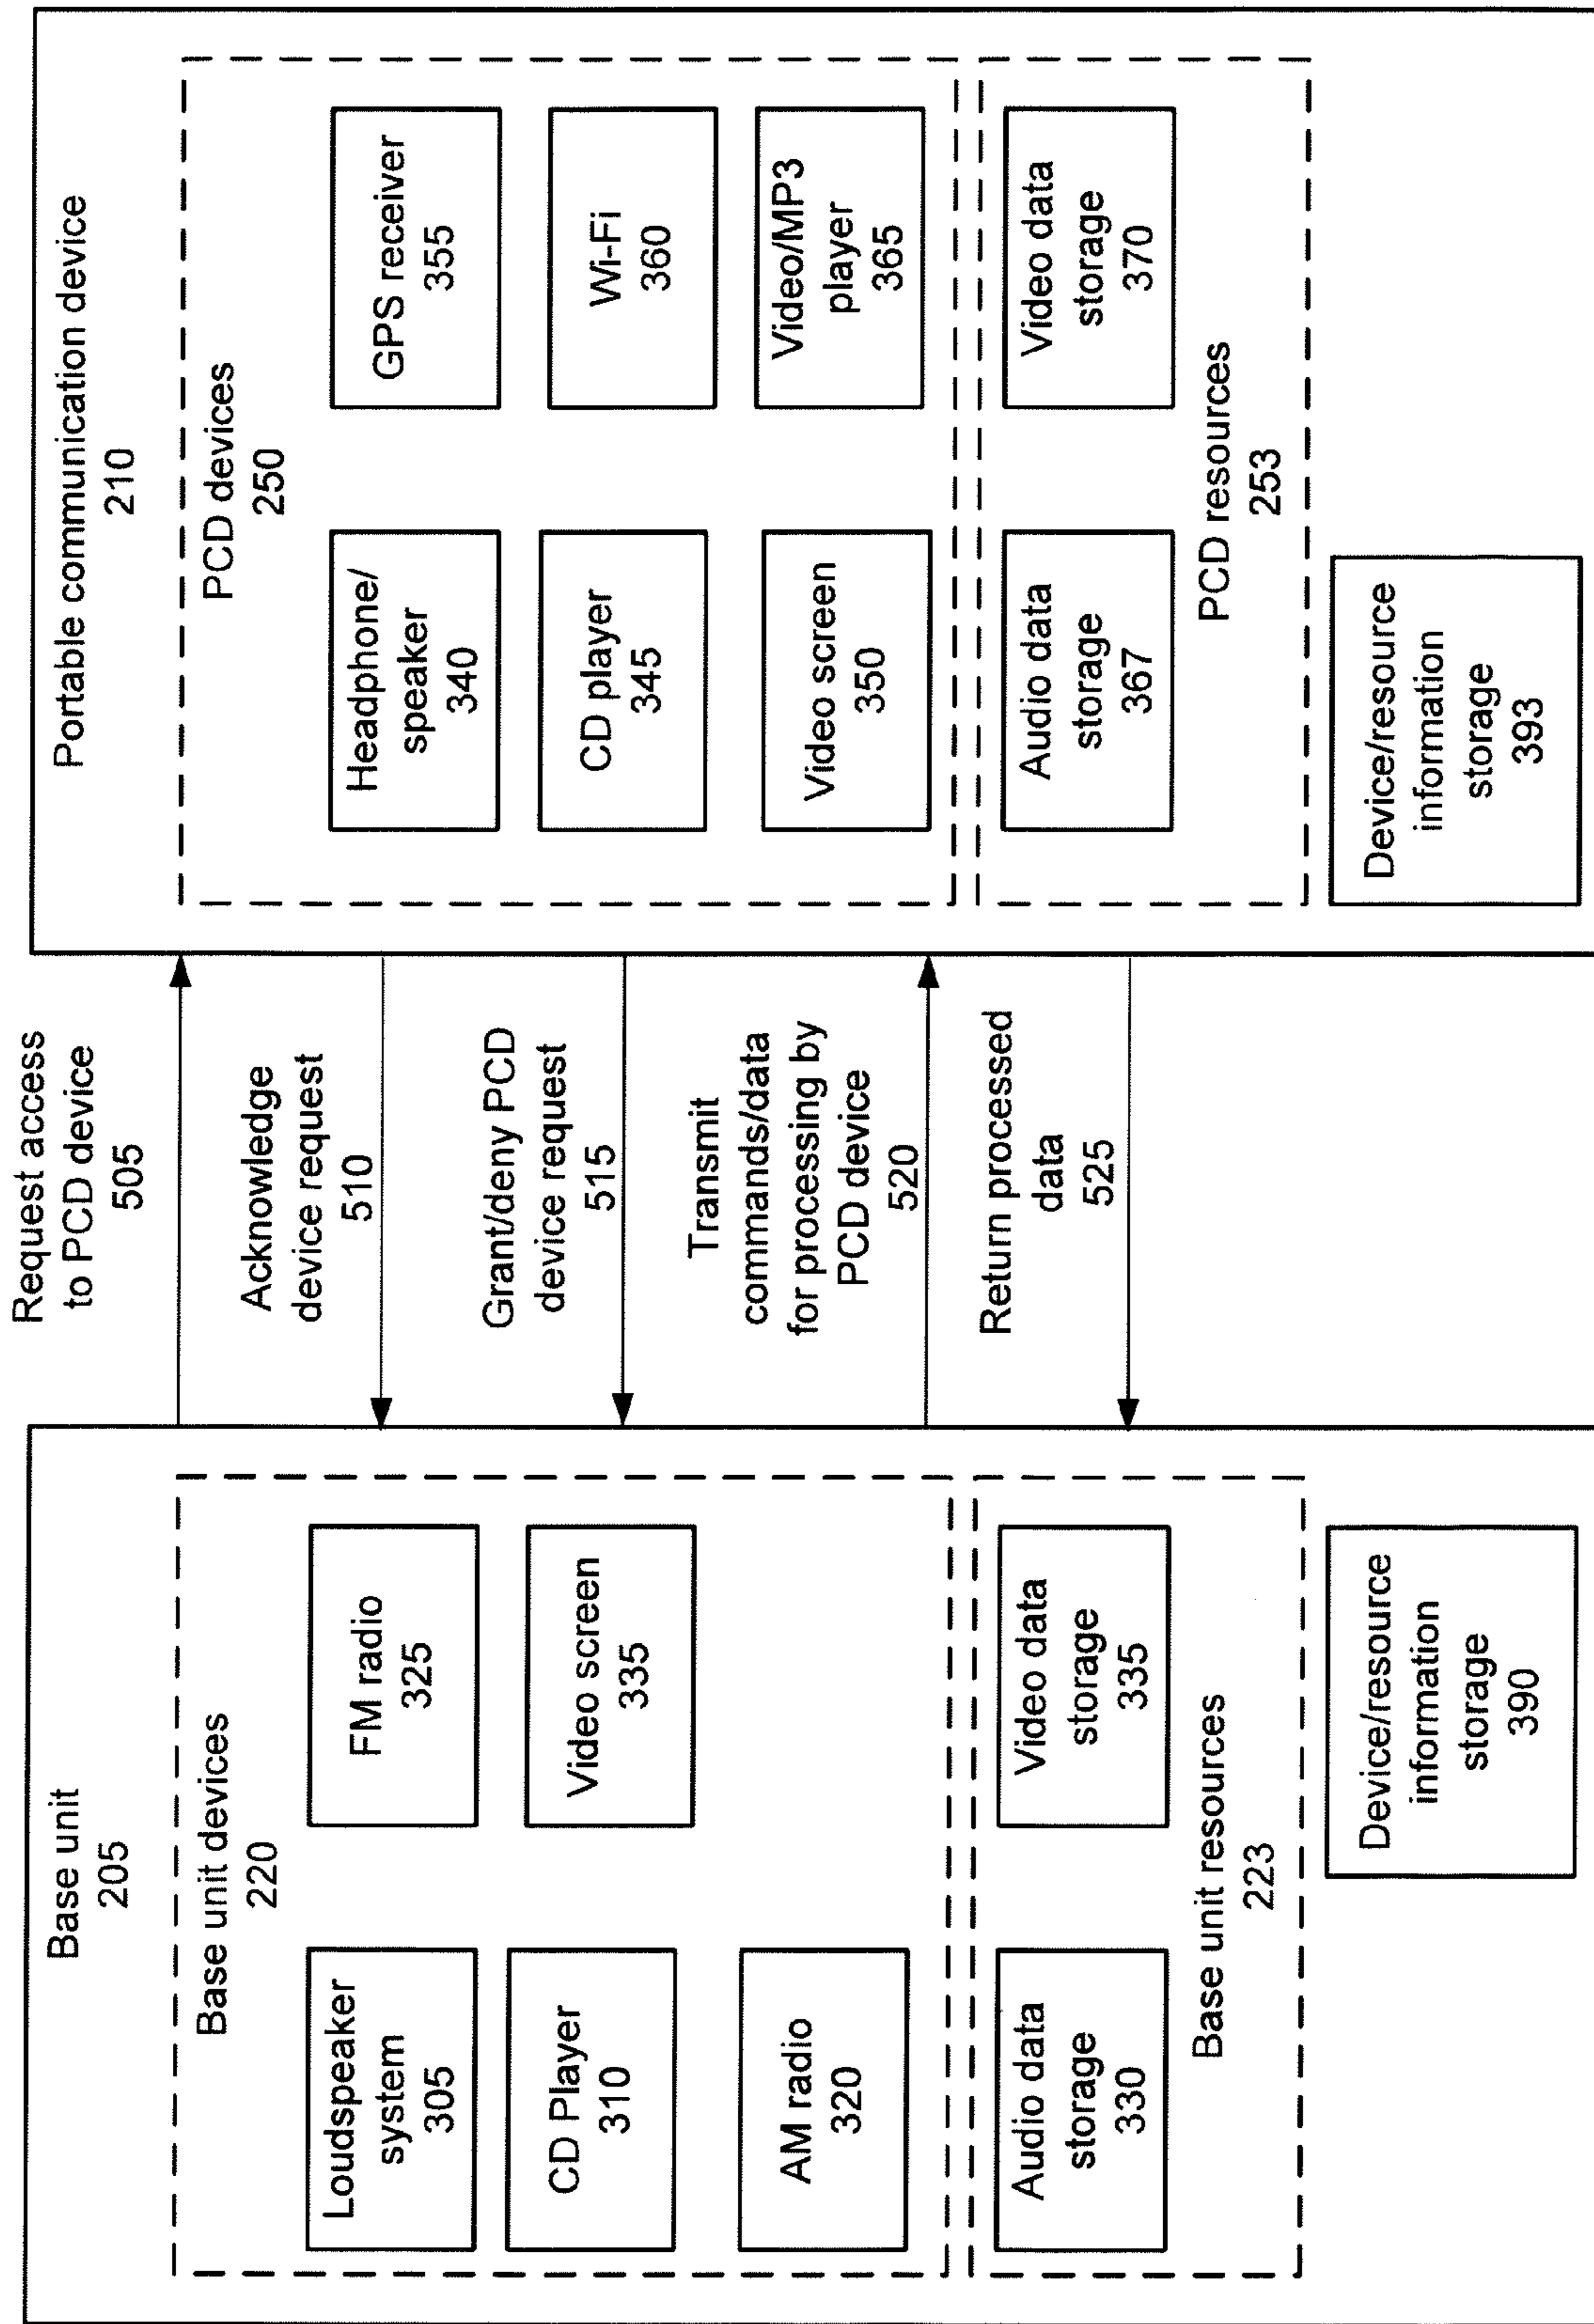 Base unit
205
Base unit devices
220
Loudspeaker
system
305
FM radio
325
CD Player
310
Video screen
335
AM radio
320
Audio data
storage
330
Video data
storage
335
Base unit resources
223
Device/resource
information
storage
390
Request access
to PCD device
505
Acknowledge
device request
510
Grant/deny PCD
device request
515
Transmit
commands/data
for processing by
PCD device
520
Return processed
data
525
Portable communication device
210
PCD devices
250
Headphone/
speaker
340
GPS receiver
355
CD player
345
Wi-Fi
360
Video screen
350
Video/MP3
player
365
Audio data
storage
367
Video data
storage
370
PCD resources
253
Device/resource
information
storage
393